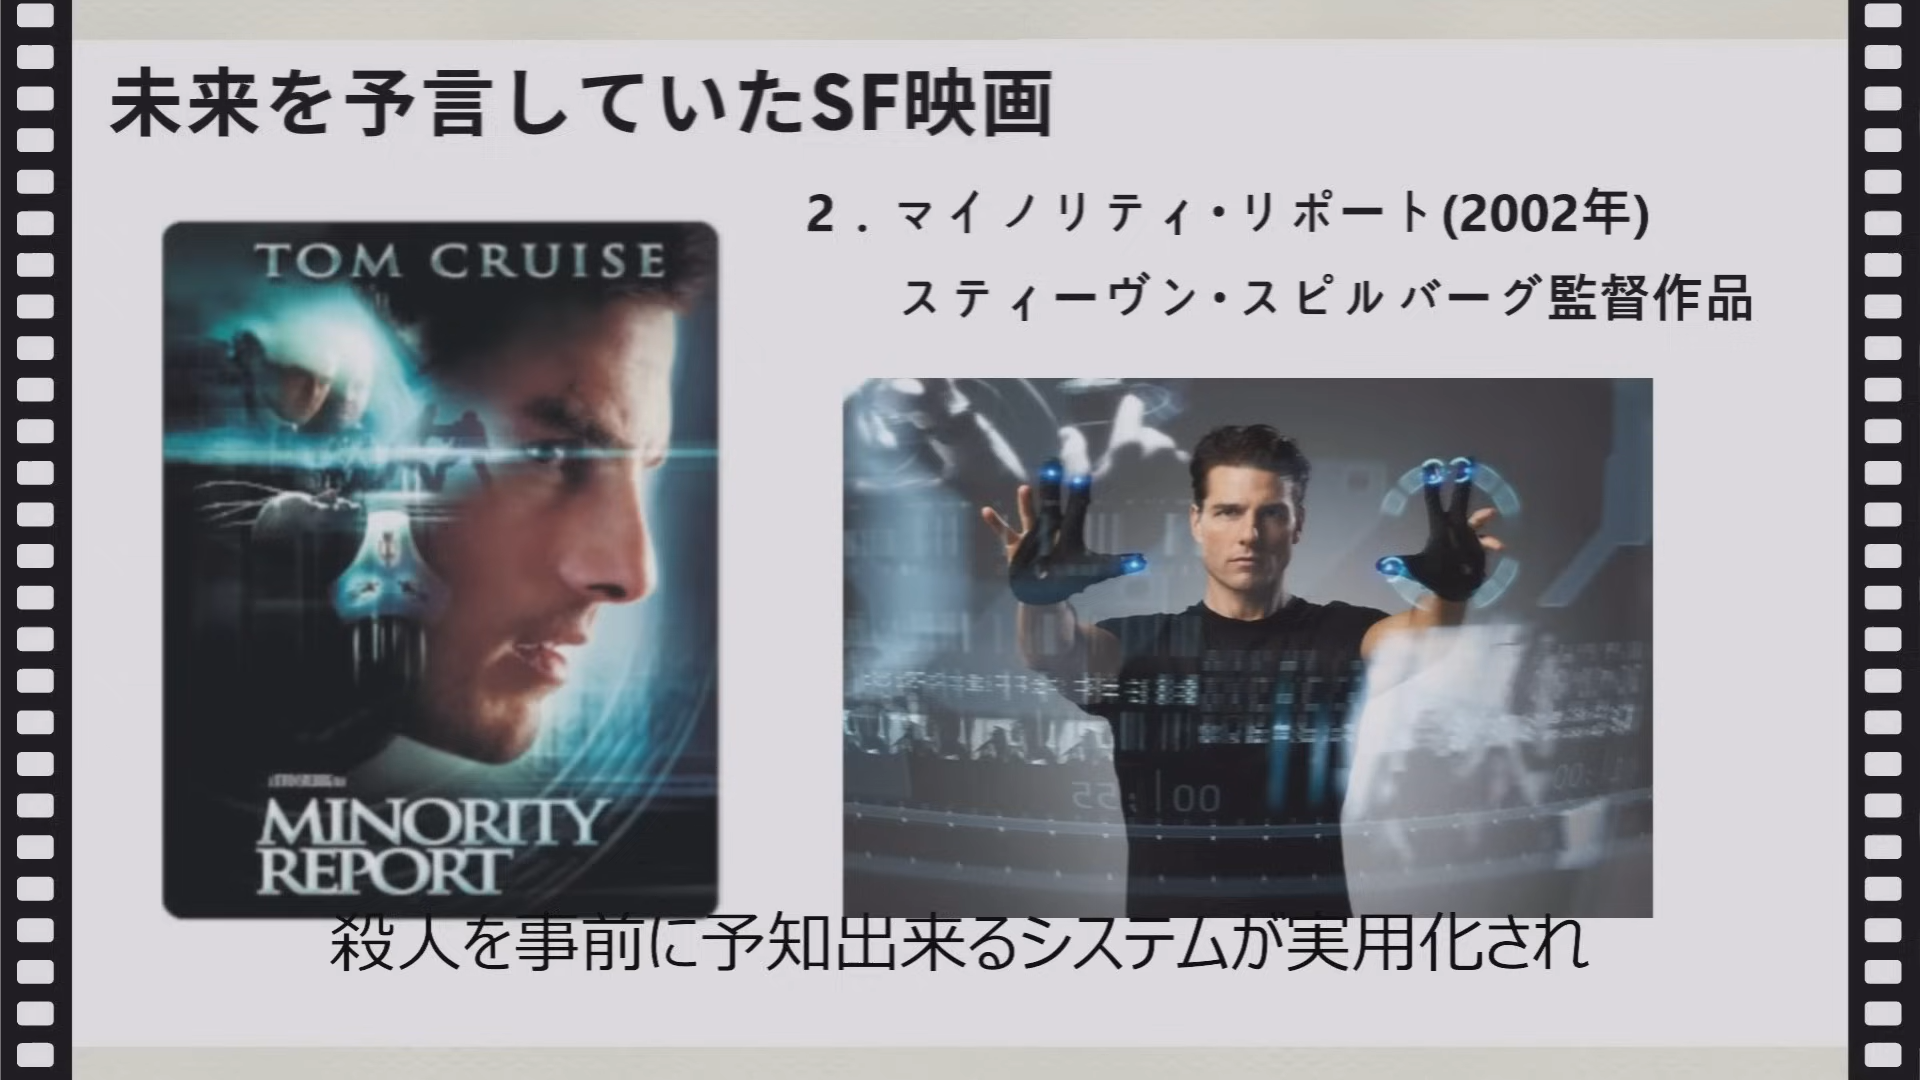 未来を予言していたSF映画
2．マイノリティ・リポート(2002年)
スティーヴン・スピルバーグ監督作品
TOM CRUISE
MINORITY
REPORT
55:|00
殺人を事前に予知出来るシステムが実用化され